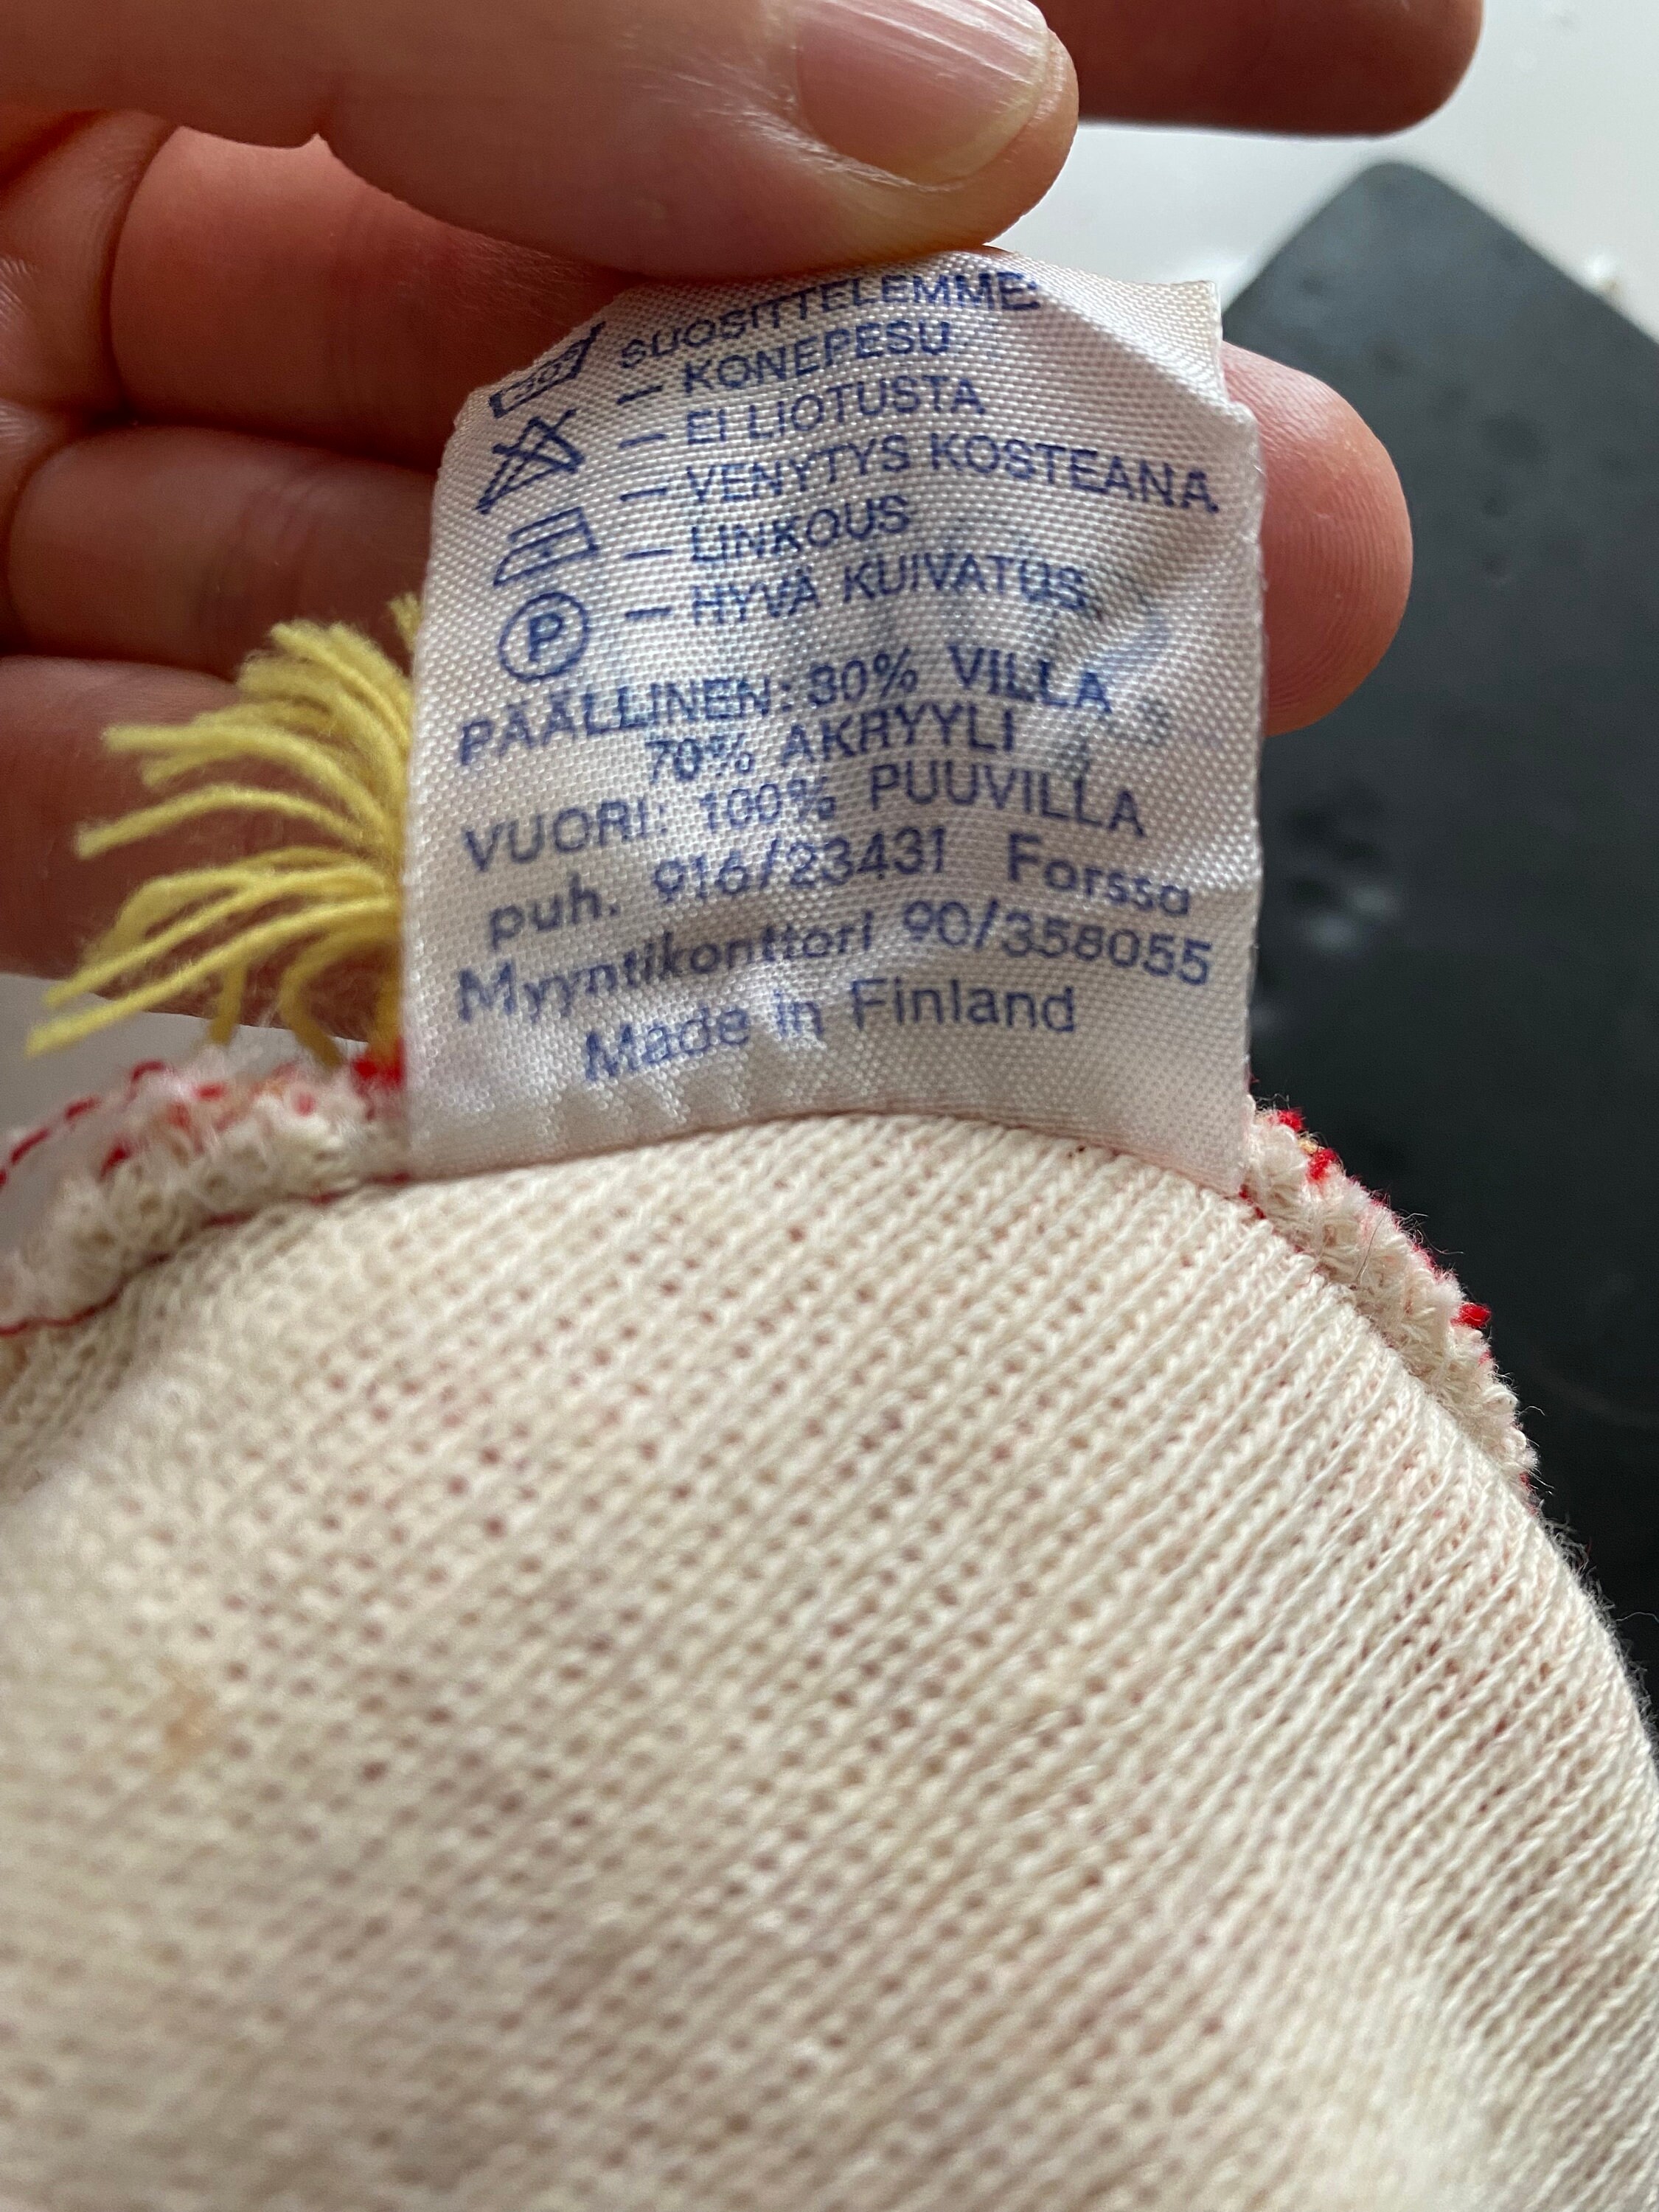 30 SUOSITTELEMME:
— KONEPESU
— EI LIOTUSTA
— VENYTYS KOSTEANA
— LINKOUS
P — HYVÄ KUIVATUS
PÄÄLLINEN: 30% VILLA
70% AKRYYLI
VUORI: 100% PUUVILLA
puh. 916/23431 Forssa
Myyntikonttori 90/358055
Made in Finland